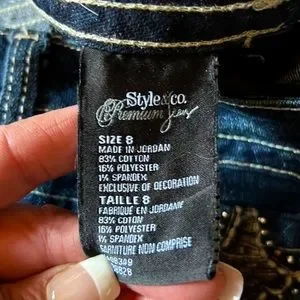 Style&co.
Premium Jeans
SIZE 8
MADE IN JORDAN
83% COTTON
16% POLYESTER
1% SPANDEX
EXCLUSIVE OF DECORATION
TAILLE 8
FABRIQUÉ EN JORDANIE
83% COTTON
16% POLYESTER
1% SPANDEX
GARNITURE NON COMPRISE